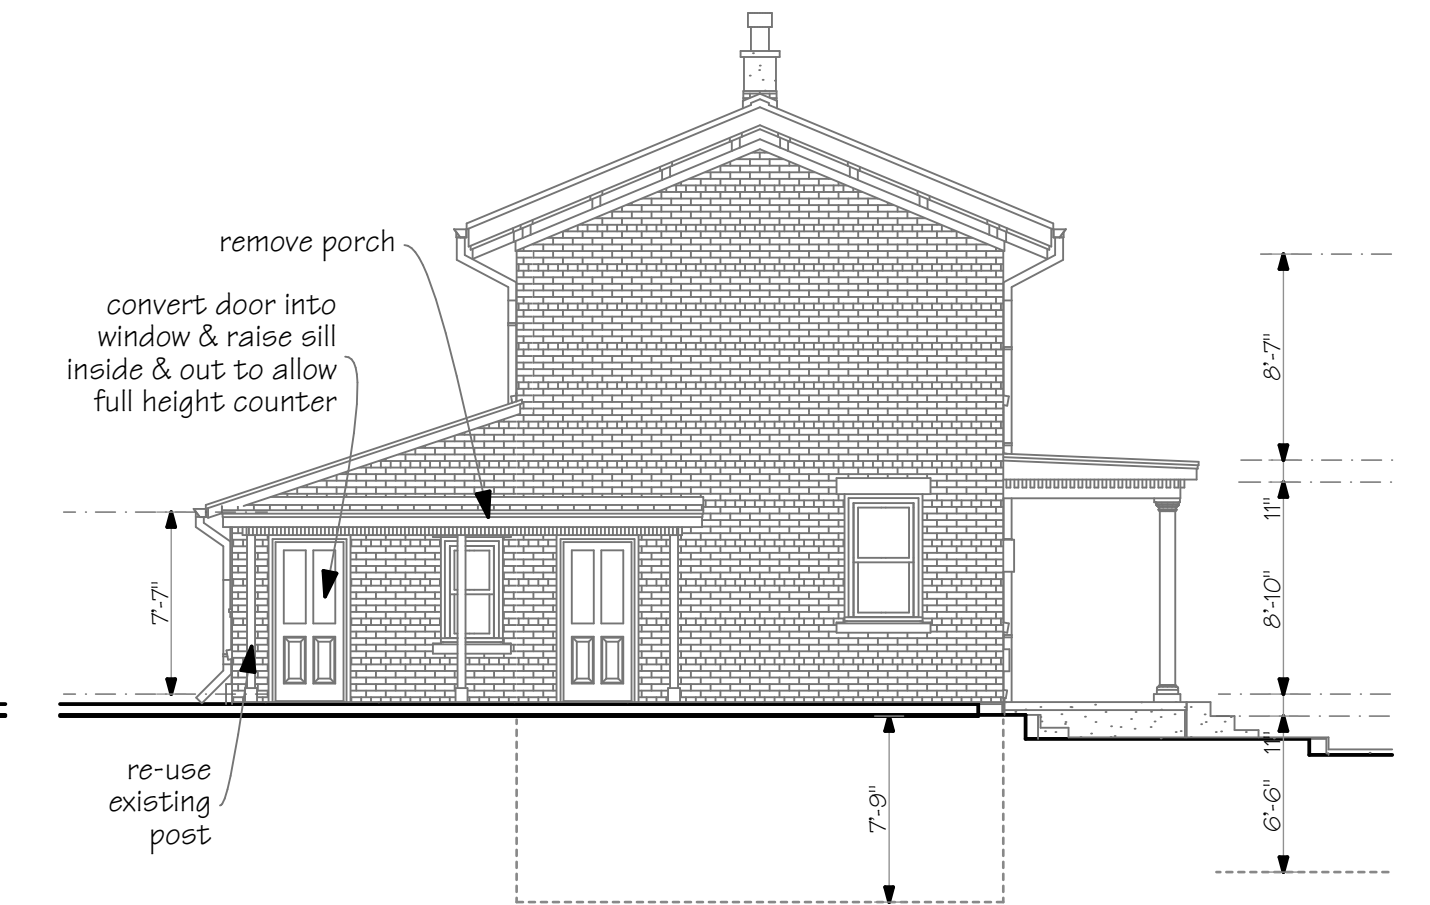 remove porch
convert door into
window & raise sill
inside & out to allow
full height counter
8'-7"
11"
7'-7"
8'-10"
11"
re-use
existing
post
7'-9"
6'-6"